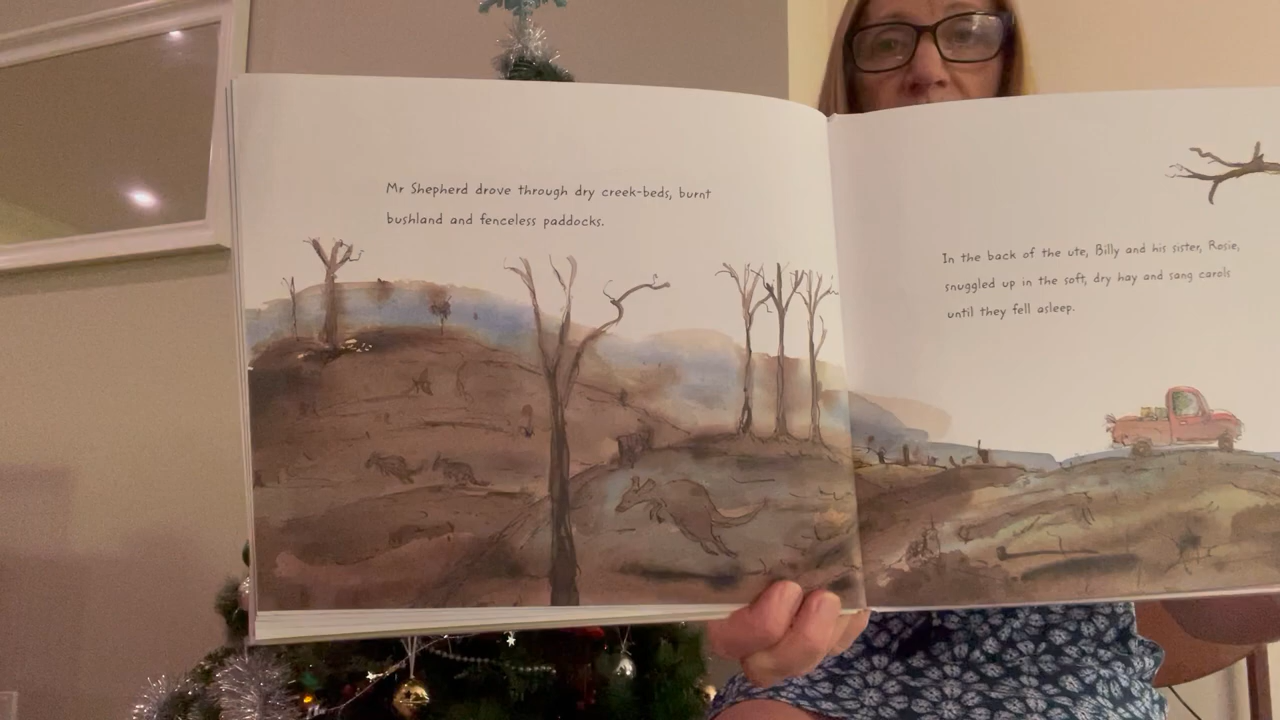 Mr Shepherd drove through dry creek-beds, burnt
bushland and fenceless paddocks.
In the back of the ute, Billy and his sister, Rosie,
snuggled up in the soft, dry hay and sang carols
until they fell asleep.